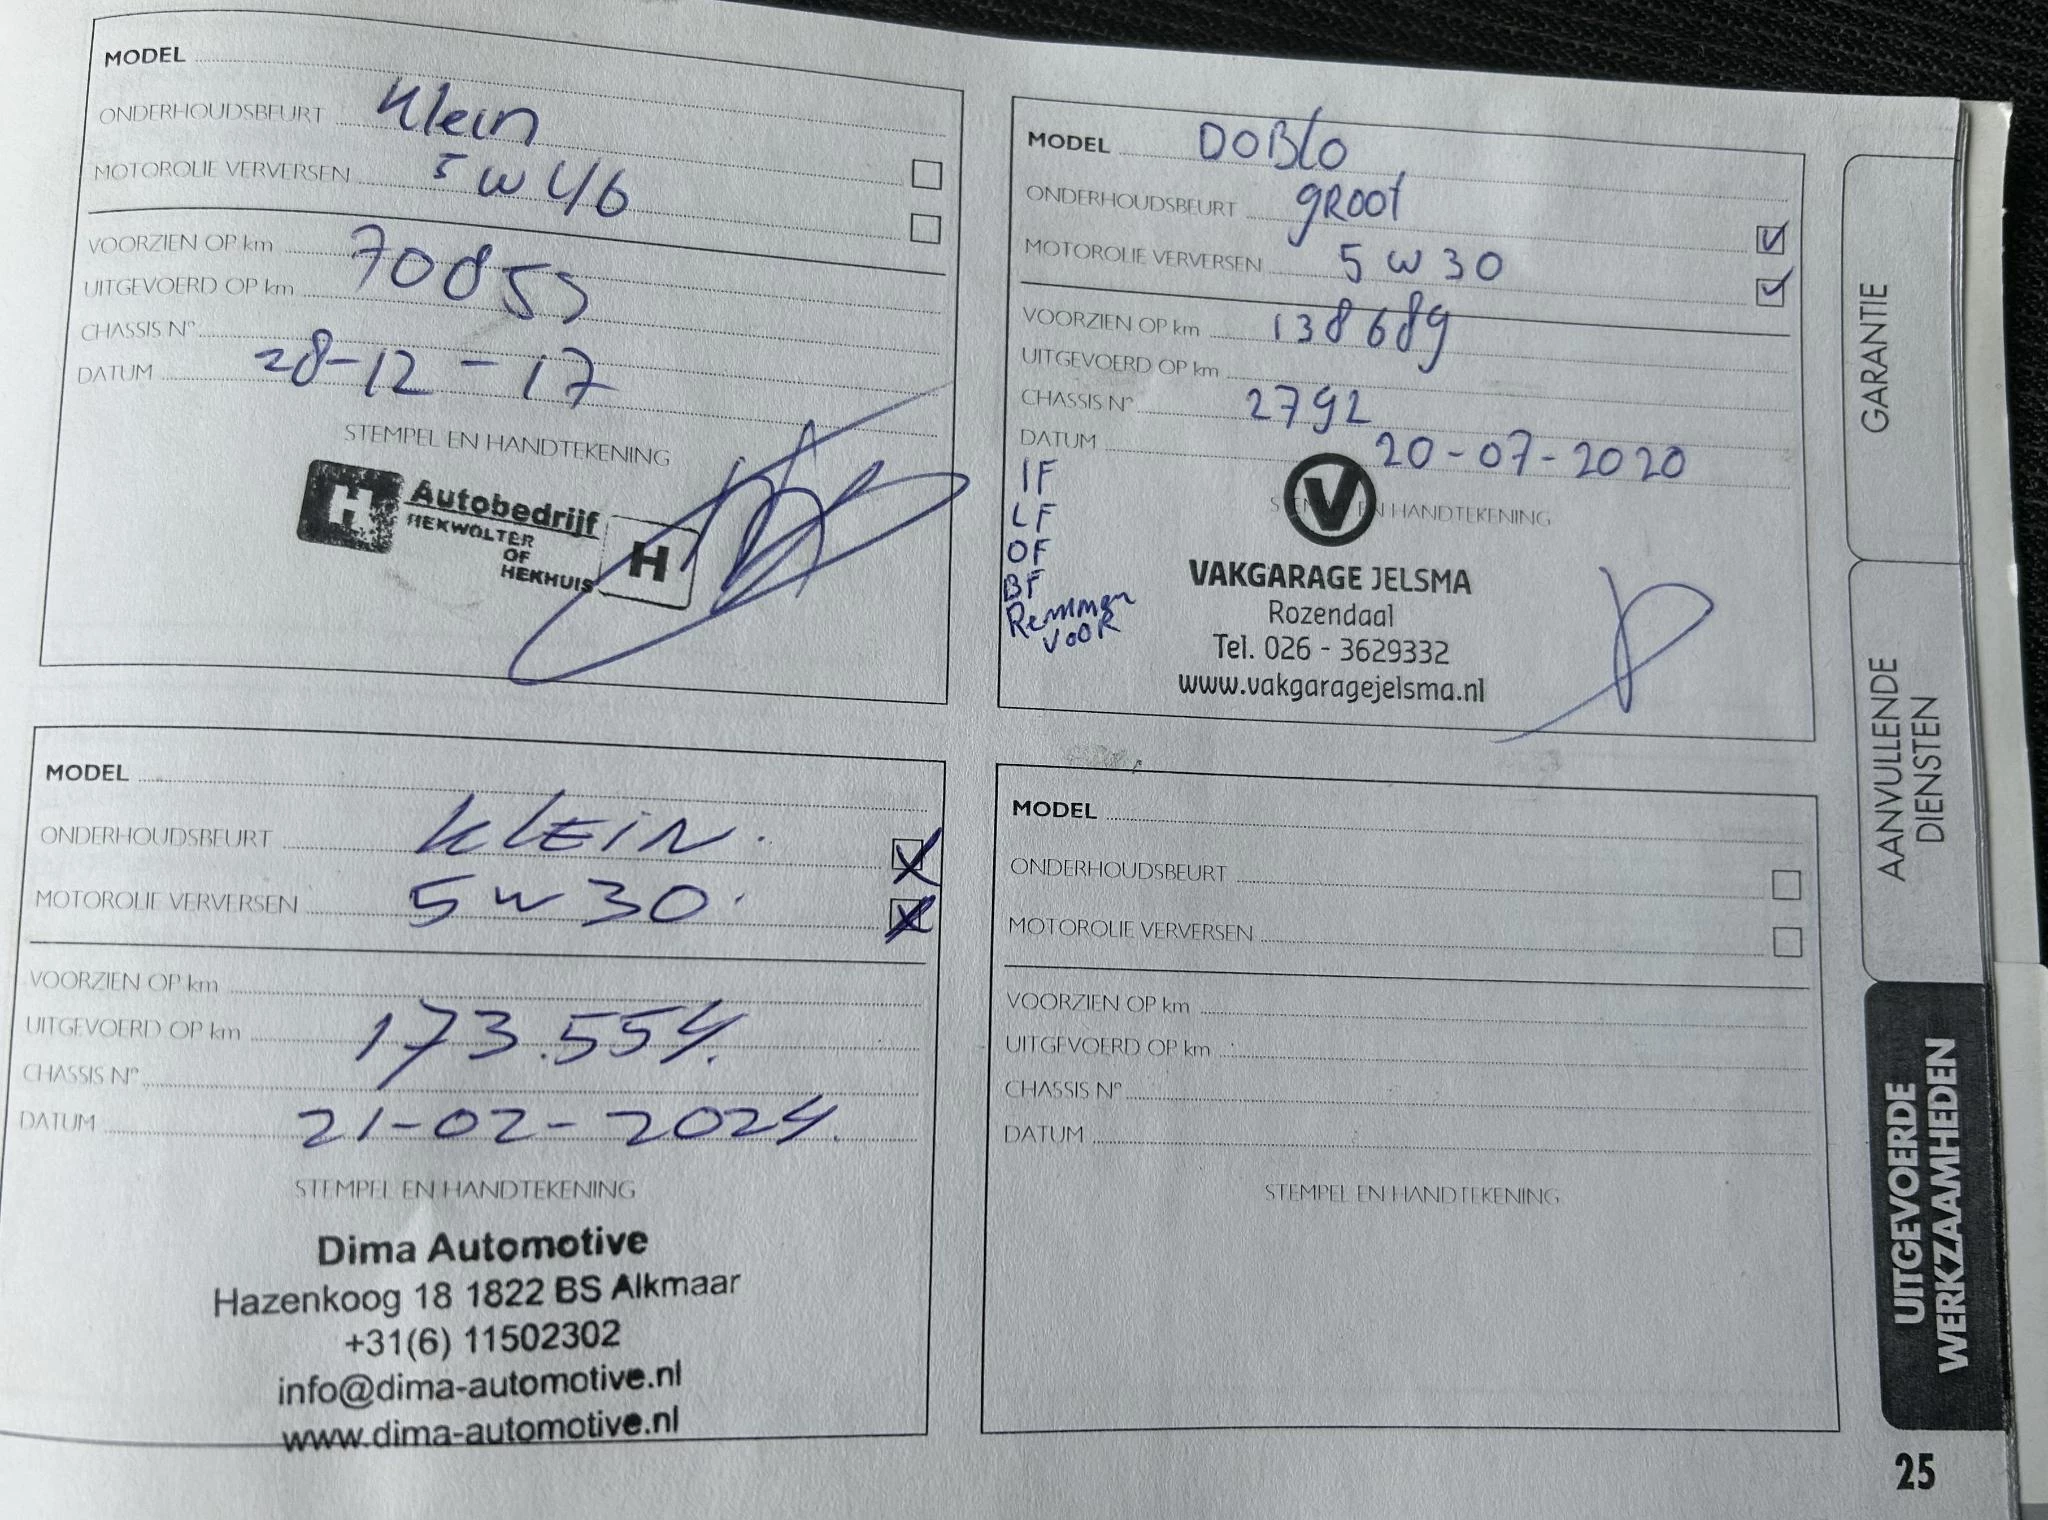 MODEL
ONDERHOUDSBEURT Klein
MOTOROLIE VERVERSEN 5W40
VOORZIEN OP km 70855
UITGEVOERD OP km
CHASSIS N°
DATUM 28-12-17
STEMPEL EN HANDTEKENING
H Autobedrijf
HEKWOLTER
OF
HEKHUIS
H
MODEL DOBLO
ONDERHOUDSBEURT GROOT
MOTOROLIE VERVERSEN 5W30
VOORZIEN OP km 138689
UITGEVOERD OP km
CHASSIS N° 2792
DATUM 20-07-2020
IF
LF
OF
BF
Remmen
VOOR
STEMPEL EN HANDTEKENING
V
VAKGARAGE JELSMA
Rozendaal
Tel. 026 - 3629332
www.vakgaragejelsma.nl
MODEL
ONDERHOUDSBEURT KLEIN.
MOTOROLIE VERVERSEN 5W30.
VOORZIEN OP km
UITGEVOERD OP km 173.554.
CHASSIS N°
DATUM 21-02-2024.
STEMPEL EN HANDTEKENING
Dima Automotive
Hazenkoog 18 1822 BS Alkmaar
+31(6) 11502302
info@dima-automotive.nl
www.dima-automotive.nl
MODEL
ONDERHOUDSBEURT
MOTOROLIE VERVERSEN
VOORZIEN OP km
UITGEVOERD OP km
CHASSIS N°
DATUM
STEMPEL EN HANDTEKENING
GARANTIE
AANVULLENDE
DIENSTEN
UITGEVOERDE
WERKZAAMHEDEN
25